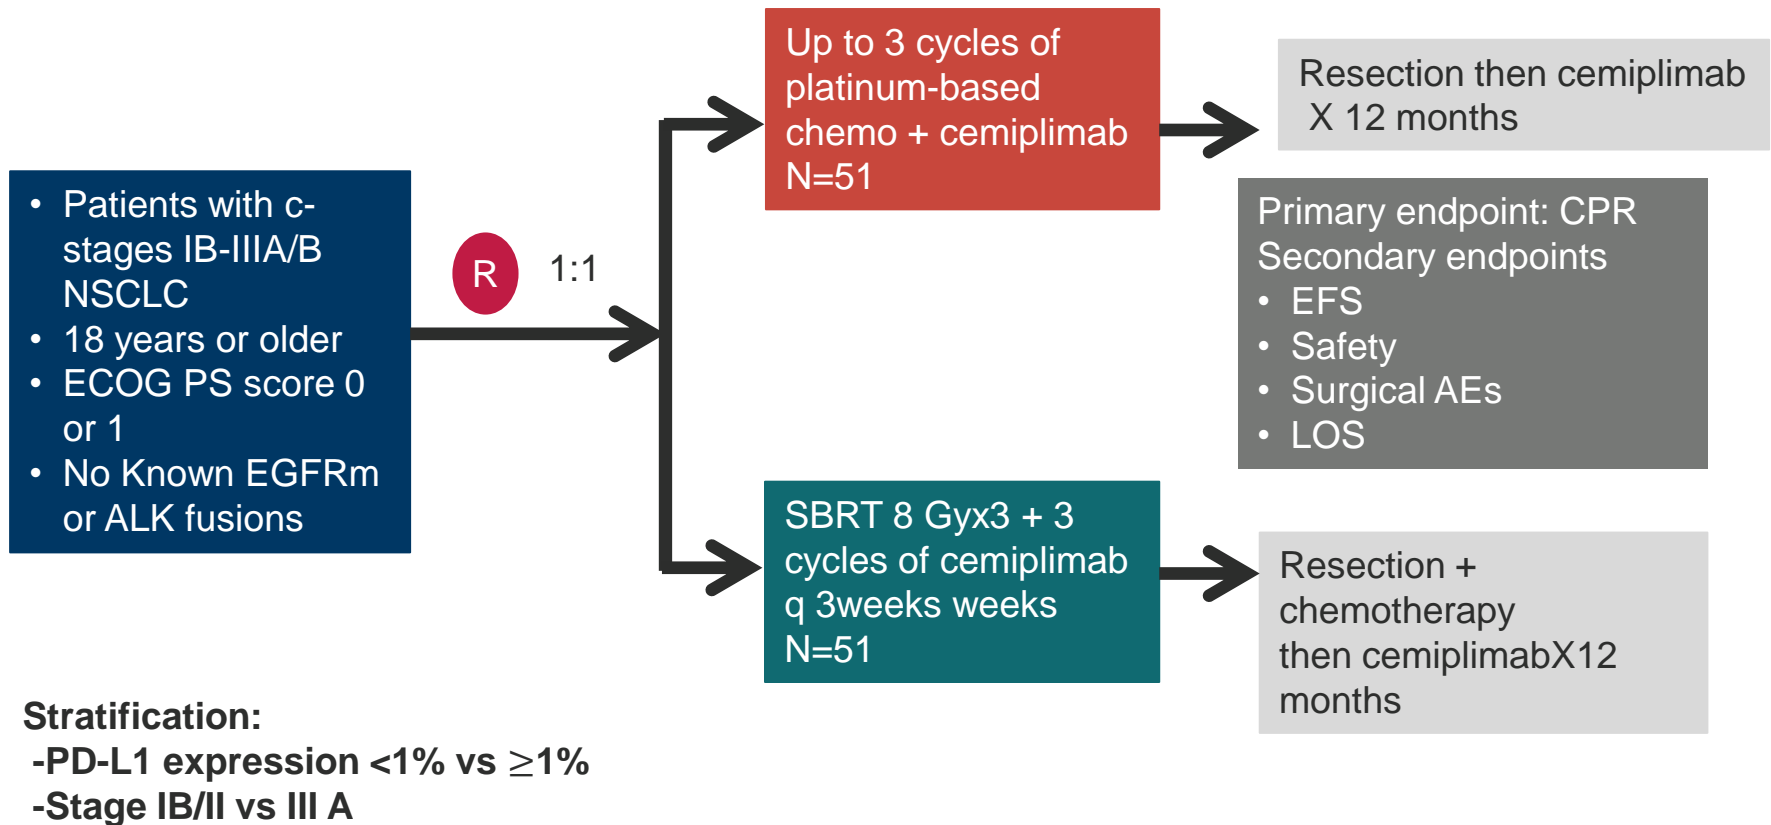 • Patients with c-
stages IB-IIIA/B
NSCLC
• 18 years or older
• ECOG PS score 0
or 1
• No Known EGFRm
or ALK fusions
R 1:1
Up to 3 cycles of
platinum-based
chemo + cemiplimab
N=51
Resection then cemiplimab
X 12 months
Primary endpoint: CPR
Secondary endpoints
• EFS
• Safety
• Surgical AEs
• LOS
SBRT 8 Gyx3 + 3
cycles of cemiplimab
q 3weeks weeks
N=51
Resection +
chemotherapy
then cemiplimabX12
months
Stratification:
-PD-L1 expression <1% vs ≥1%
-Stage IB/II vs III A